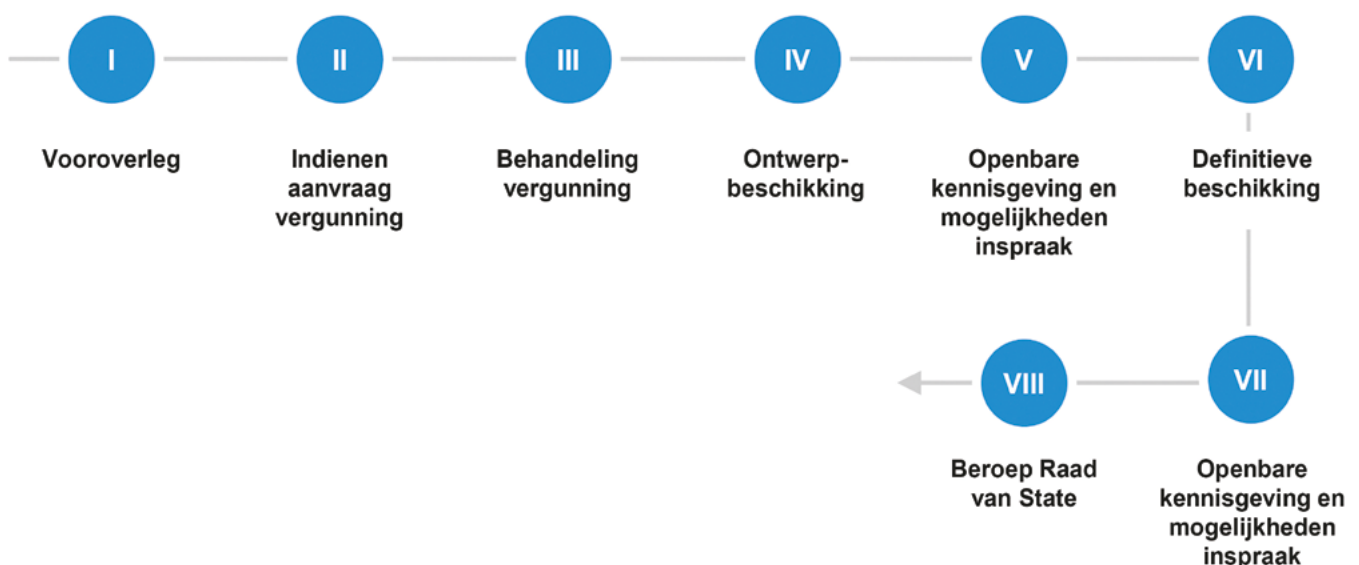 I
II
III
IV
V
VI
Vooroverleg
Indienen
aanvraag
vergunning
Behandeling
vergunning
Ontwerp-
beschikking
Openbare
kennisgeving en
mogelijkheden
inspraak
Definitieve
beschikking
VIII
VII
Beroep Raad
van State
Openbare
kennisgeving en
mogelijkheden
inspraak